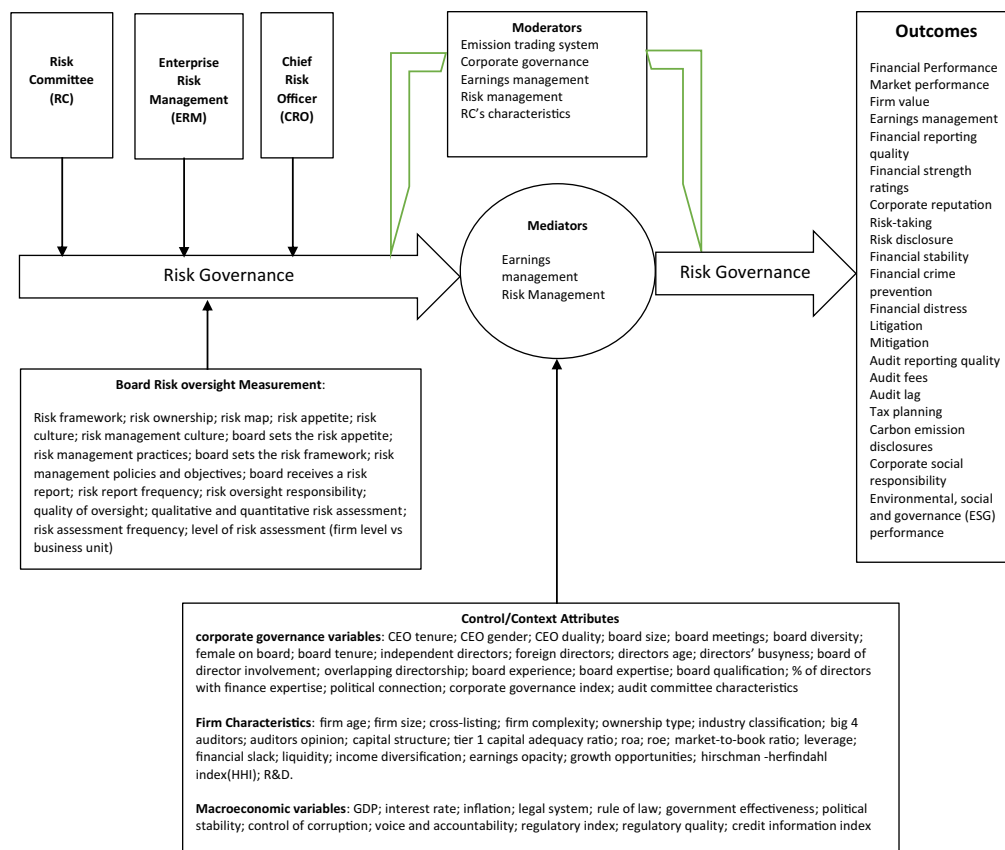 Risk
Committee
(RC)
Enterprise
Risk
Management
(ERM)
Chief
Risk
Officer
(CRO)
Moderators
Emission trading system
Corporate governance
Earnings management
Risk management
RC's characteristics
Risk Governance
Mediators
Earnings
management
Risk Management
Risk Governance
Outcomes
Financial Performance
Market performance
Firm value
Earnings management
Financial reporting
quality
Financial strength
ratings
Corporate reputation
Risk-taking
Risk disclosure
Financial stability
Financial crime
prevention
Financial distress
Litigation
Mitigation
Audit reporting quality
Audit fees
Audit lag
Tax planning
Carbon emission
disclosures
Corporate social
responsibility
Environmental, social
and governance (ESG)
performance
Board Risk oversight Measurement:
Risk framework; risk ownership; risk map; risk appetite; risk
culture; risk management culture; board sets the risk appetite;
risk management practices; board sets the risk framework; risk
management policies and objectives; board receives a risk
report; risk report frequency; risk oversight responsibility;
quality of oversight; qualitative and quantitative risk assessment;
risk assessment frequency; level of risk assessment (firm level vs
business unit)
Control/Context Attributes
corporate governance variables: CEO tenure; CEO gender; CEO duality; board size; board meetings; board diversity;
female on board; board tenure; independent directors; foreign directors; directors age; directors' busyness; board of
director involvement; overlapping directorship; board experience; board expertise; board qualification; % of directors
with finance expertise; political connection; corporate governance index; audit committee characteristics
Firm Characteristics: firm age; firm size; cross-listing; firm complexity; ownership type; industry classification; big 4
auditors; auditors opinion; capital structure; tier 1 capital adequacy ratio; roa; roe; market-to-book ratio; leverage;
financial slack; liquidity; income diversification; earnings opacity; growth opportunities; hirschman -herfindahl
index(HHI); R&D.
Macroeconomic variables: GDP; interest rate; inflation; legal system; rule of law; government effectiveness; political
stability; control of corruption; voice and accountability; regulatory index; regulatory quality; credit information index